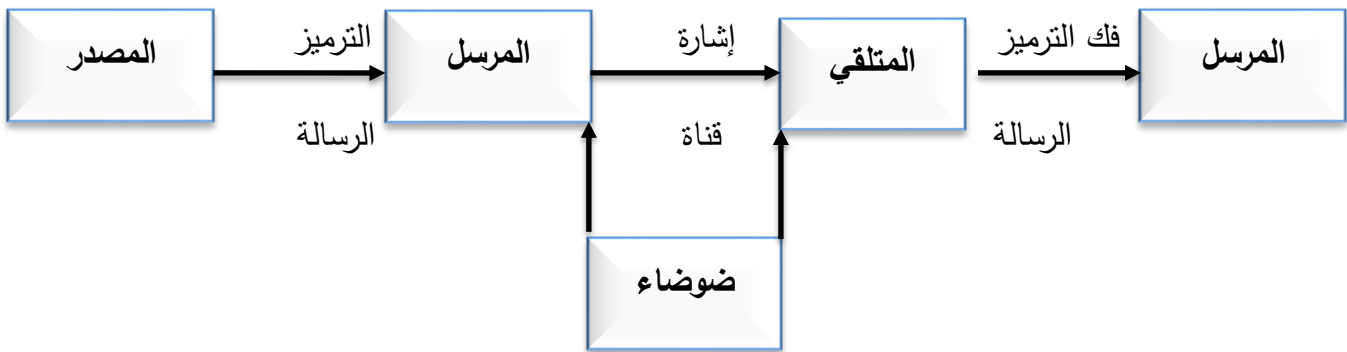 المصدر
الترميز
الرسالة
المرسل
إشارة
قناة
المتلقي
فك الترميز
الرسالة
المرسل
ضوضاء